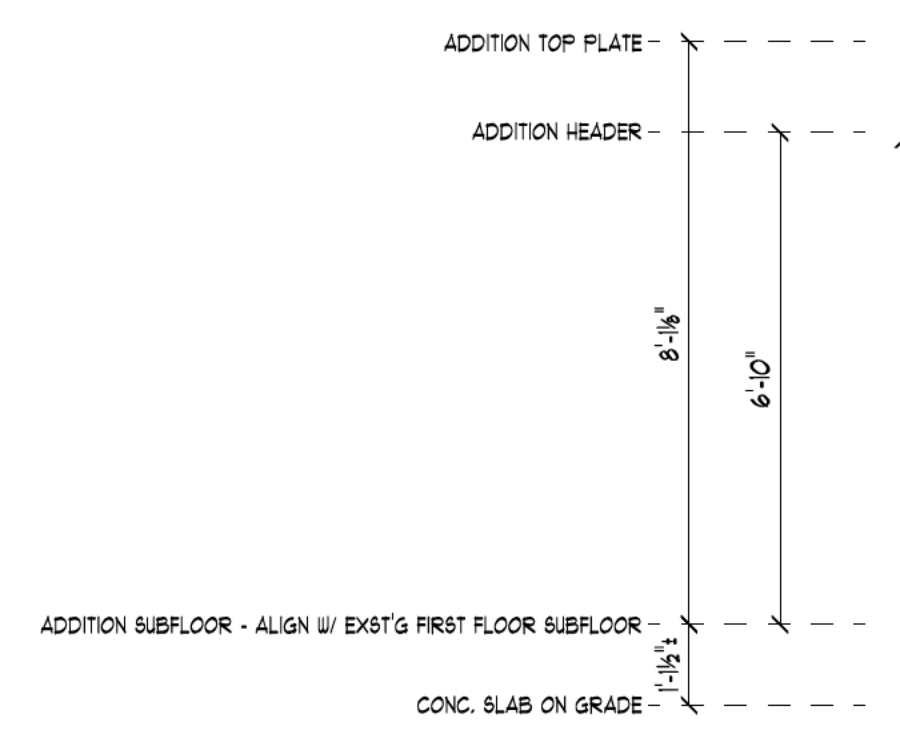 ADDITION TOP PLATE
ADDITION HEADER
8'-1⅛"
6'-10"
ADDITION SUBFLOOR - ALIGN W/ EXST'G FIRST FLOOR SUBFLOOR
1'-1½"±
CONC. SLAB ON GRADE